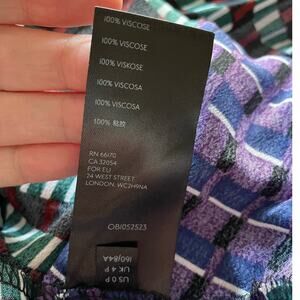 100% VISCOSE
100% VISCOSE
100% VISKOSE
100% VISCOSA
100% VISCOSA
100% 粘胶
RN 66170
CA 32054
FOR EU
24 WEST STREET
LONDON, WC2H9NA
OBI052523
US 6 P
UK 4 P
160/84A